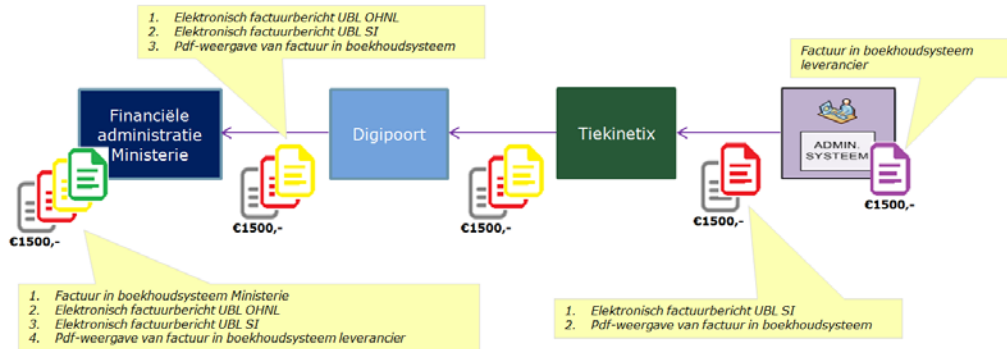 1. Elektronisch factuurbericht UBL OHNL
2. Elektronisch factuurbericht UBL SI
3. Pdf-weergave van factuur in boekhoudsysteem
Factuur in boekhoudsysteem
leverancier
Financiële
administratie
Ministerie
Digipoort
Tiekinetix
ADMIN.
SYSTEEM
€1500,-
€1500,-
€1500,-
€1500,-
€1500,-
1. Factuur in boekhoudsysteem Ministerie
2. Elektronisch factuurbericht UBL OHNL
3. Elektronisch factuurbericht UBL SI
4. Pdf-weergave van factuur in boekhoudsysteem leverancier
1. Elektronisch factuurbericht UBL SI
2. Pdf-weergave van factuur in boekhoudsysteem